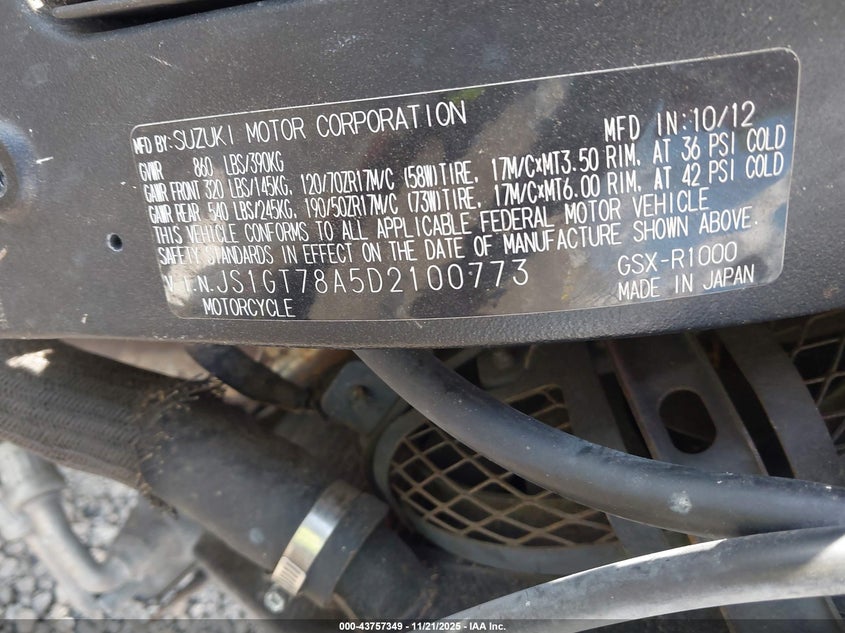 MFD BY: SUZUKI MOTOR CORPORATION MFD IN: 10/12
GVWR 860 LBS/390KG
GAWR FRONT 320 LBS/145KG, 120/70ZR17M/C (58W)TIRE, 17M/C×MT3.50 RIM, AT 36 PSI COLD
GAWR REAR 540 LBS/245KG, 190/50ZR17M/C (73W)TIRE, 17M/C×MT6.00 RIM, AT 42 PSI COLD
THIS VEHICLE CONFORMS TO ALL APPLICABLE FEDERAL MOTOR VEHICLE
SAFETY STANDARDS IN EFFECT ON THE DATE OF MANUFACTURE SHOWN ABOVE.
V.I.N. JS1GT78A5D2100773 GSX-R1000
MOTORCYCLE MADE IN JAPAN
000-43757349 - 11/21/2025 - IAA Inc.